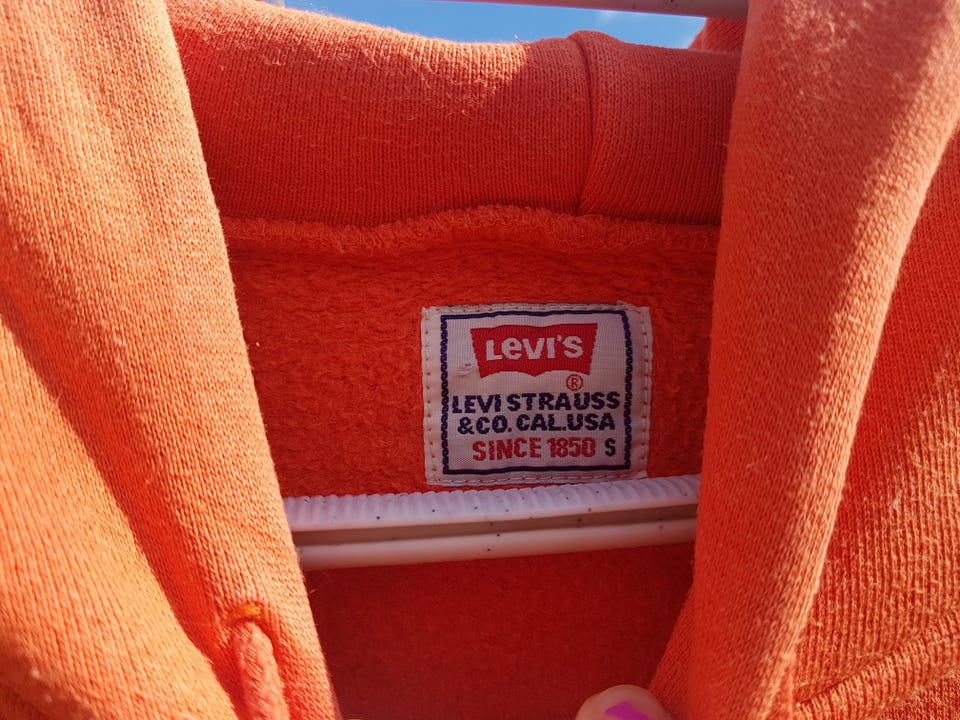 Levi's
®
LEVI STRAUSS
&CO. CAL.USA
SINCE 1850 S